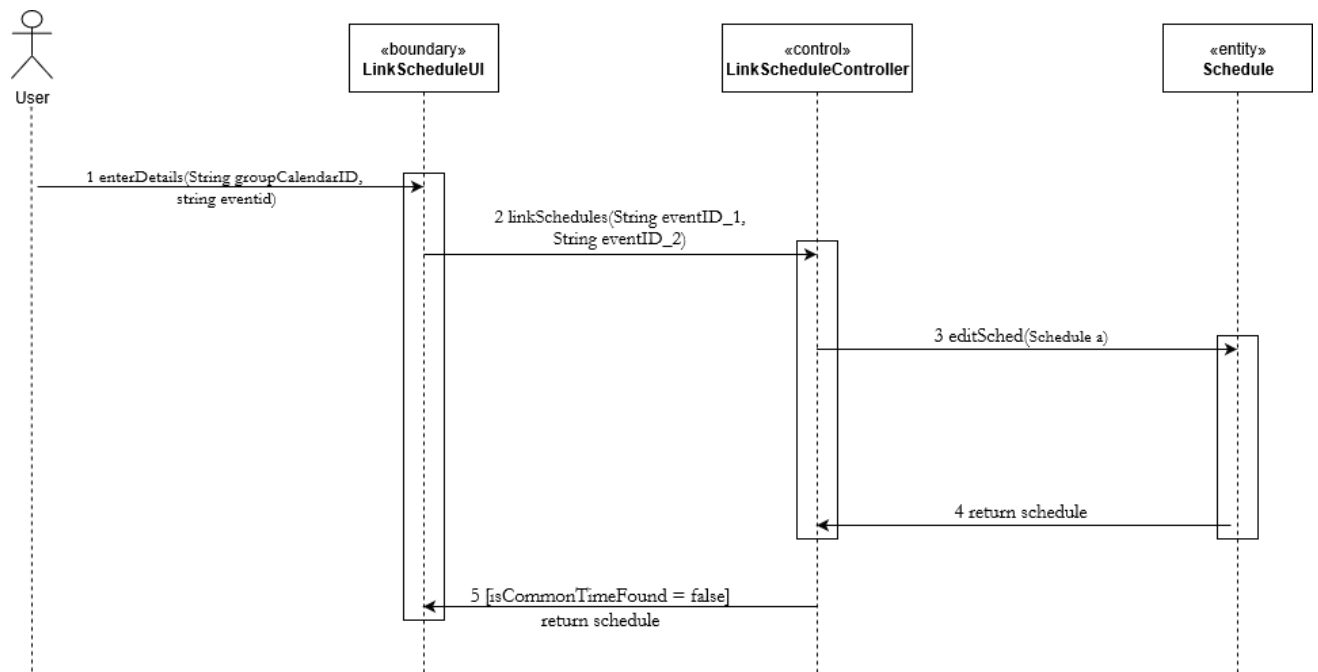 «boundary»
LinkScheduleUI
«control»
LinkScheduleController
«entity»
Schedule
User
1 enterDetails(String groupCalendarID,
string eventid)
2 linkSchedules(String eventID_1,
String eventID_2)
3 editSched(Schedule a)
4 return schedule
5 [isCommonTimeFound = false]
return schedule